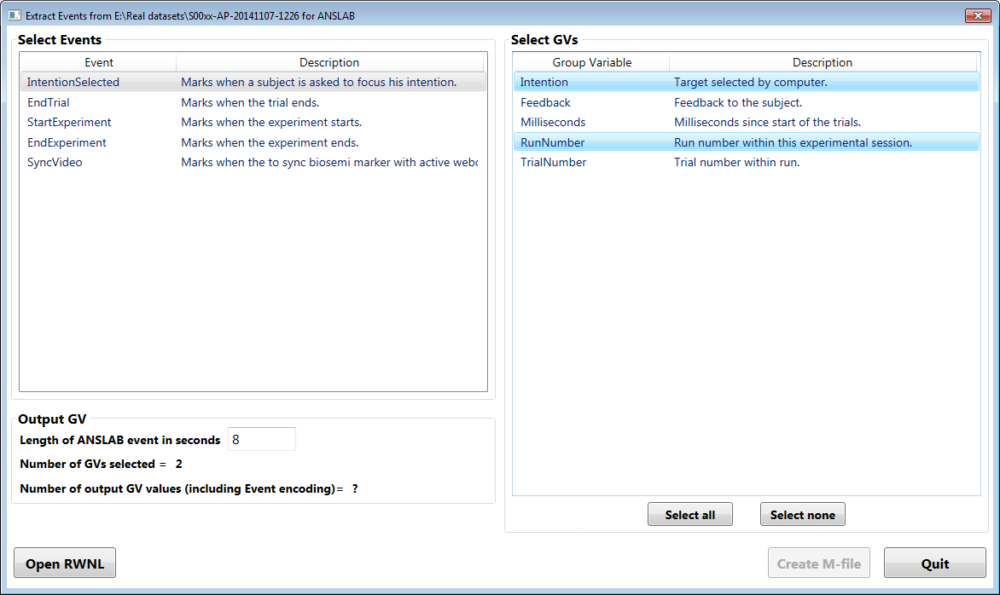 Extract Events from E:\Real datasets\S00xx-AP-20141107-1226 for ANSLAB
Select Events
Event Description
IntentionSelected Marks when a subject is asked to focus his intention.
EndTrial Marks when the trial ends.
StartExperiment Marks when the experiment starts.
EndExperiment Marks when the experiment ends.
SyncVideo Marks when the to sync biosemi marker with active webc
Select GVs
Group Variable Description
Intention Target selected by computer.
Feedback Feedback to the subject.
Milliseconds Milliseconds since start of the trials.
RunNumber Run number within this experimental session.
TrialNumber Trial number within run.
Select all Select none
Output GV
Length of ANSLAB event in seconds 8
Number of GVs selected = 2
Number of output GV values (including Event encoding)= ?
Open RWNL Create M-file Quit